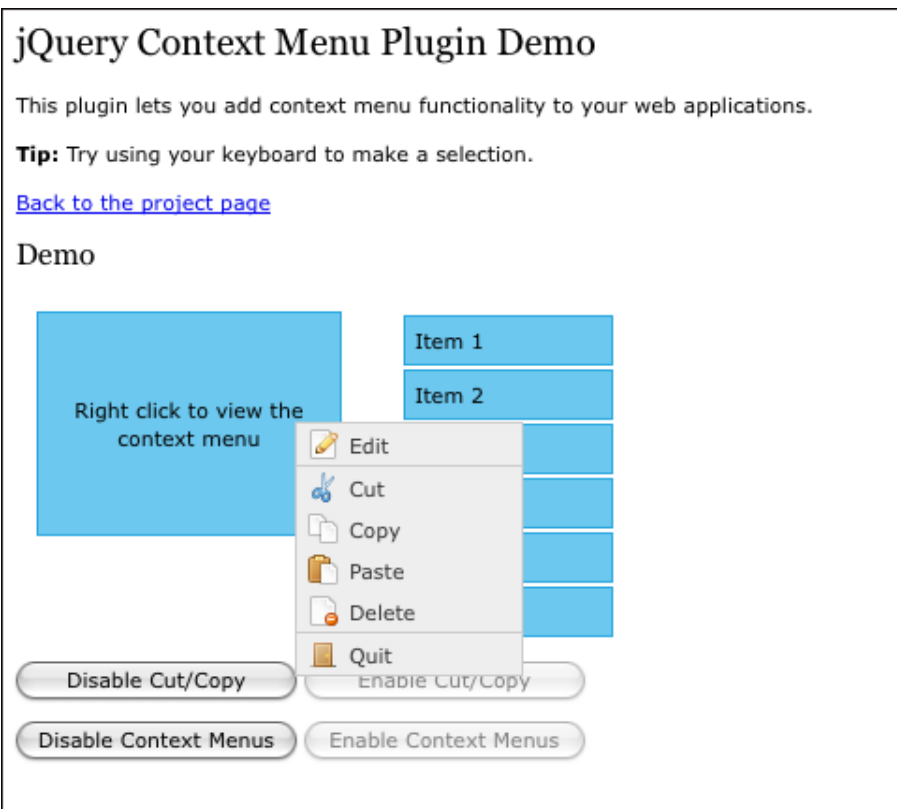 jQuery Context Menu Plugin Demo
This plugin lets you add context menu functionality to your web applications.
Tip: Try using your keyboard to make a selection.
Back to the project page
Demo
Right click to view the
context menu
Item 1
Item 2
Edit
Cut
Copy
Paste
Delete
Quit
Disable Cut/Copy
Enable Cut/Copy
Disable Context Menus
Enable Context Menus